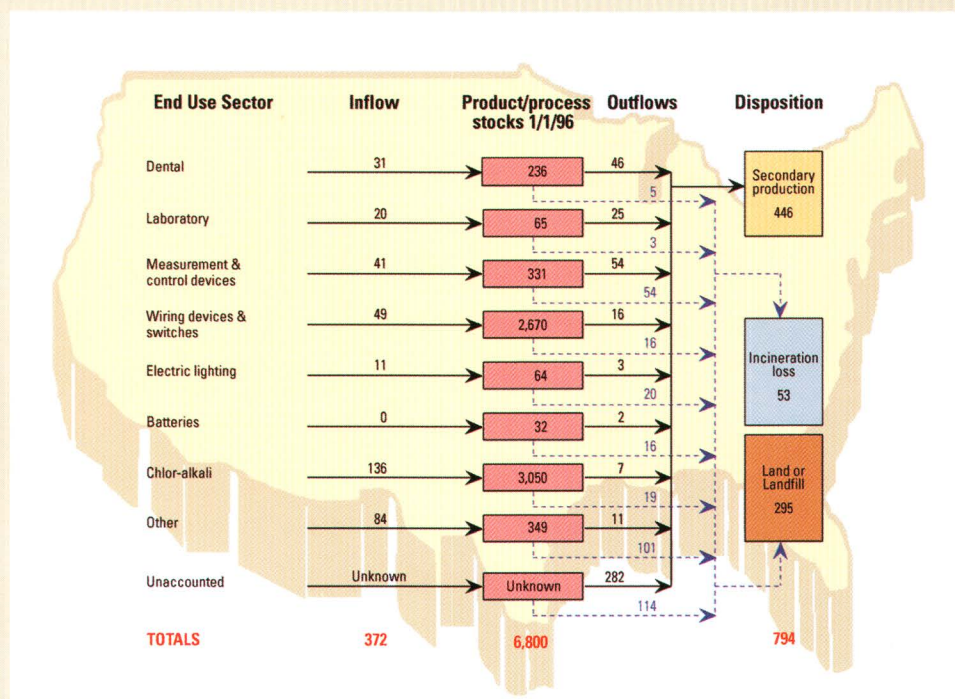 End Use Sector Inflow Product/process Outflows Disposition
stocks 1/1/96
Dental 31 236 46
5
Secondary
production
446
Laboratory 20 65 25
3
Measurement &
control devices 41 331 54
54
Wiring devices &
switches 49 2,670 16
16
Incineration
loss
53
Electric lighting 11 64 3
20
Batteries 0 32 2
16
Land or
Landfill
295
Chlor-alkali 136 3,050 7
19
Other 84 349 11
101
Unaccounted Unknown Unknown 282
114
TOTALS 372 6,800 794